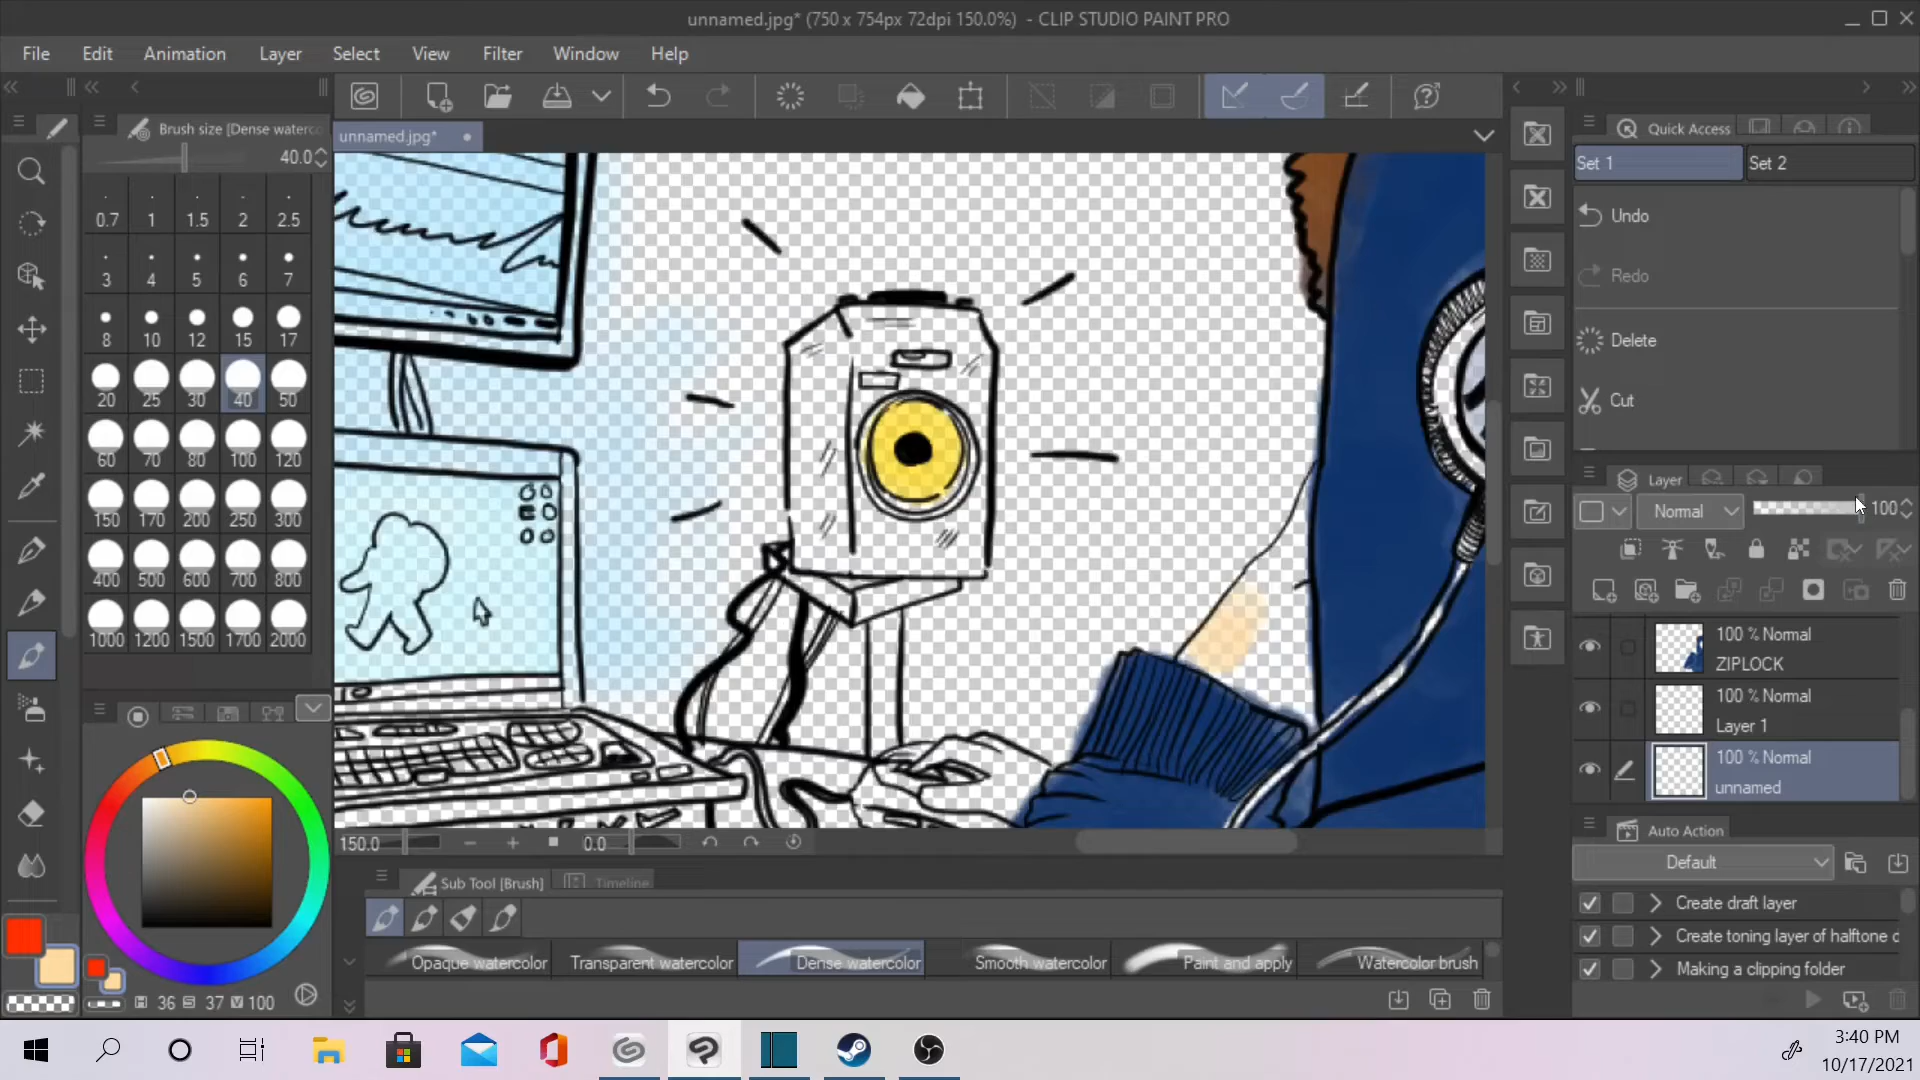 unnamed.jpg* (750 x 754px 72dpi 150.0%) - CLIP STUDIO PAINT PRO
File Edit Animation Layer Select View Filter Window Help
Brush size [Dense waterco
40.0
unnamed.jpg*
0.7 1 1.5 2 2.5
3 4 5 6 7
8 10 12 15 17
20 25 30 40 50
60 70 80 100 120
150 170 200 250 300
400 500 600 700 800
1000 1200 1500 1700 2000
H 36 S 37 V 100
150.0 0.0
Sub Tool [Brush] Timeline
Opaque watercolor Transparent watercolor Dense watercolor Smooth watercolor Paint and apply Watercolor brush
Quick Access
Set 1 Set 2
Undo
Redo
Delete
Cut
Layer
Normal 100
100 % Normal
ZIPLOCK
100 % Normal
Layer 1
100 % Normal
unnamed
Auto Action
Default
Create draft layer
Create toning layer of halftone d
Making a clipping folder
3:40 PM
10/17/2021